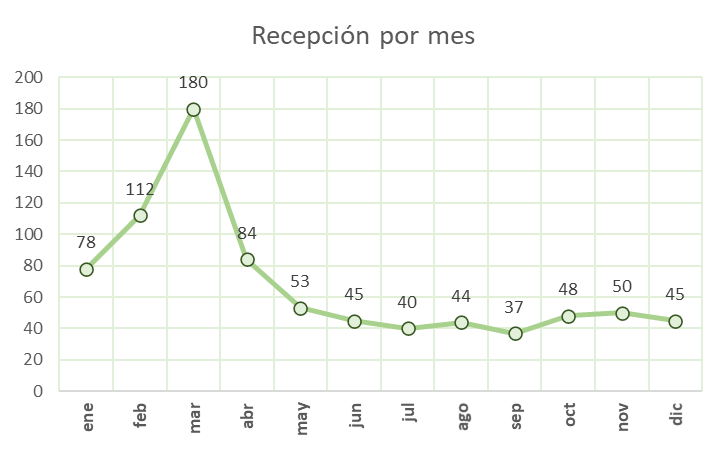 Recepción por mes
200
180
160
140
120
100
80
60
40
20
0
78
112
180
84
53
45
40
44
37
48
50
45
ene
feb
mar
abr
may
jun
jul
ago
sep
oct
nov
dic